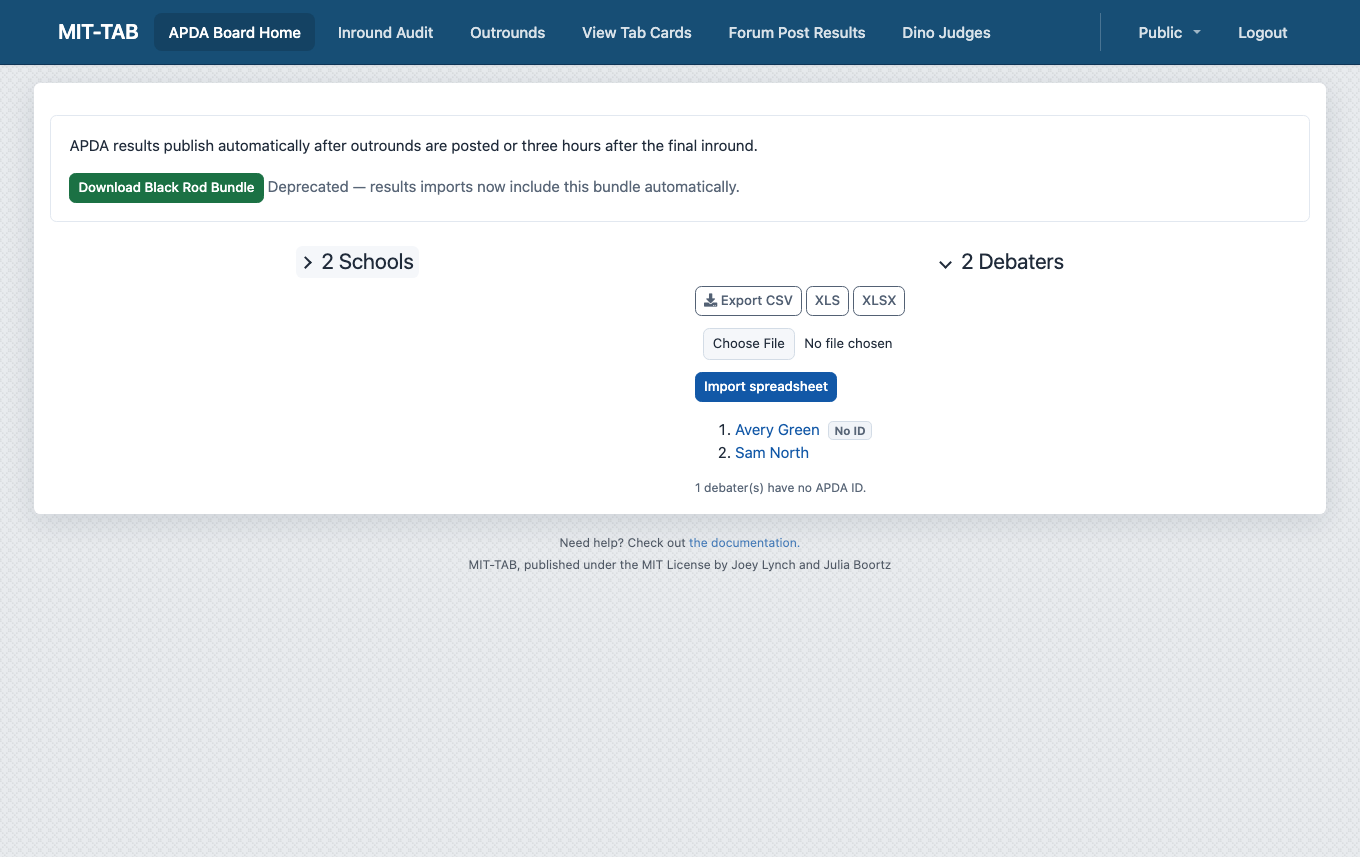 MIT-TAB APDA Board Home Inround Audit Outrounds View Tab Cards Forum Post Results Dino Judges Public Logout
APDA results publish automatically after outrounds are posted or three hours after the final inround.
Download Black Rod Bundle Deprecated — results imports now include this bundle automatically.
2 Schools
2 Debaters
Export CSV XLS XLSX
Choose File No file chosen
Import spreadsheet
1. Avery Green No ID
2. Sam North
1 debater(s) have no APDA ID.
Need help? Check out the documentation.
MIT-TAB, published under the MIT License by Joey Lynch and Julia Boortz